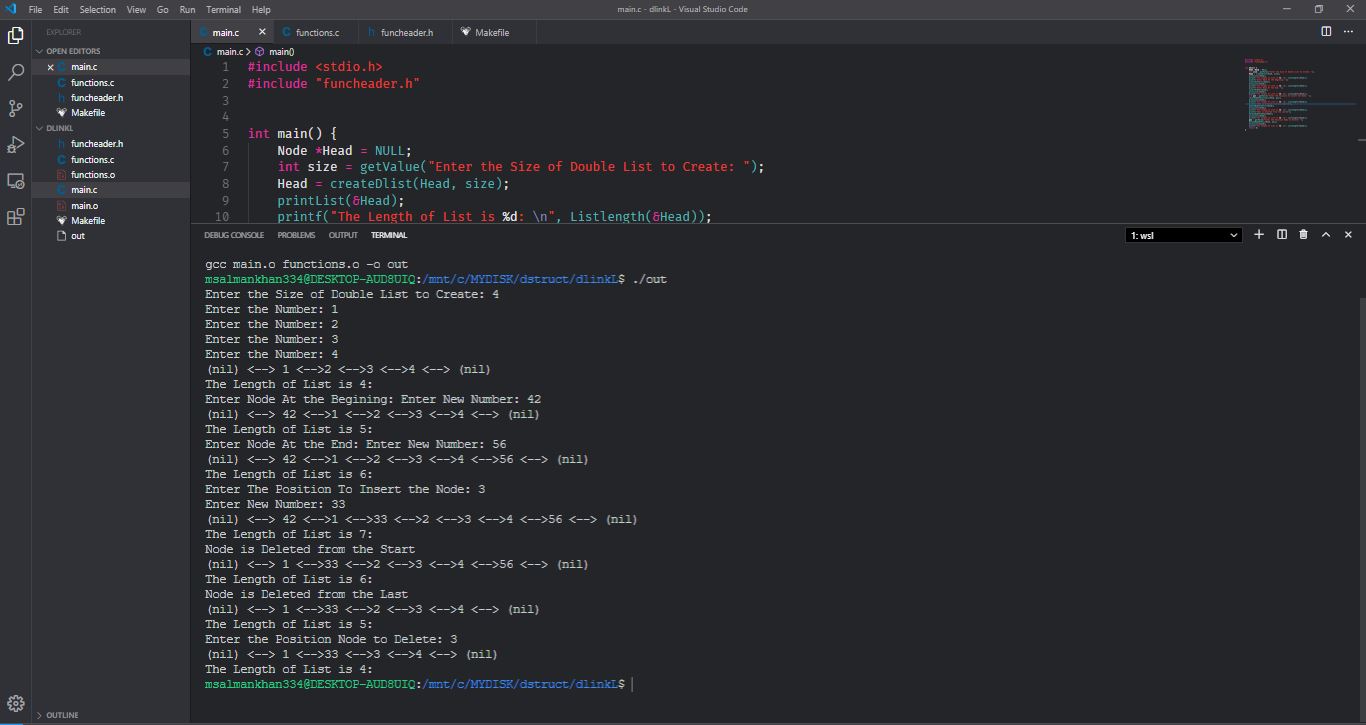 File Edit Selection View Go Run Terminal Help
main.c - dlinkL - Visual Studio Code
EXPLORER
OPEN EDITORS
main.c
functions.c
funcheader.h
Makefile
DLINKL
funcheader.h
functions.c
functions.o
main.c
main.o
Makefile
out
OUTLINE
main.c functions.c funcheader.h Makefile
main.c > main()
1 #include <stdio.h>
2 #include "funcheader.h"
3
4
5 int main() {
6 Node *Head = NULL;
7 int size = getValue("Enter the Size of Double List to Create: ");
8 Head = createDlist(Head, size);
9 printList(&Head);
10 printf("The Length of List is %d: \n", Listlength(&Head));
DEBUG CONSOLE PROBLEMS OUTPUT TERMINAL
1: wsl
gcc main.o functions.o -o out
msalmankhan334@DESKTOP-AUD8UIQ:/mnt/c/MYDISK/dstruct/dlinkL$ ./out
Enter the Size of Double List to Create: 4
Enter the Number: 1
Enter the Number: 2
Enter the Number: 3
Enter the Number: 4
(nil) <--> 1 <-->2 <-->3 <-->4 <--> (nil)
The Length of List is 4:
Enter Node At the Begining: Enter New Number: 42
(nil) <--> 42 <-->1 <-->2 <-->3 <-->4 <--> (nil)
The Length of List is 5:
Enter Node At the End: Enter New Number: 56
(nil) <--> 42 <-->1 <-->2 <-->3 <-->4 <-->56 <--> (nil)
The Length of List is 6:
Enter The Position To Insert the Node: 3
Enter New Number: 33
(nil) <--> 42 <-->1 <-->33 <-->2 <-->3 <-->4 <-->56 <--> (nil)
The Length of List is 7:
Node is Deleted from the Start
(nil) <--> 1 <-->33 <-->2 <-->3 <-->4 <-->56 <--> (nil)
The Length of List is 6:
Node is Deleted from the Last
(nil) <--> 1 <-->33 <-->2 <-->3 <-->4 <--> (nil)
The Length of List is 5:
Enter the Position Node to Delete: 3
(nil) <--> 1 <-->33 <-->3 <-->4 <--> (nil)
The Length of List is 4:
msalmankhan334@DESKTOP-AUD8UIQ:/mnt/c/MYDISK/dstruct/dlinkL$